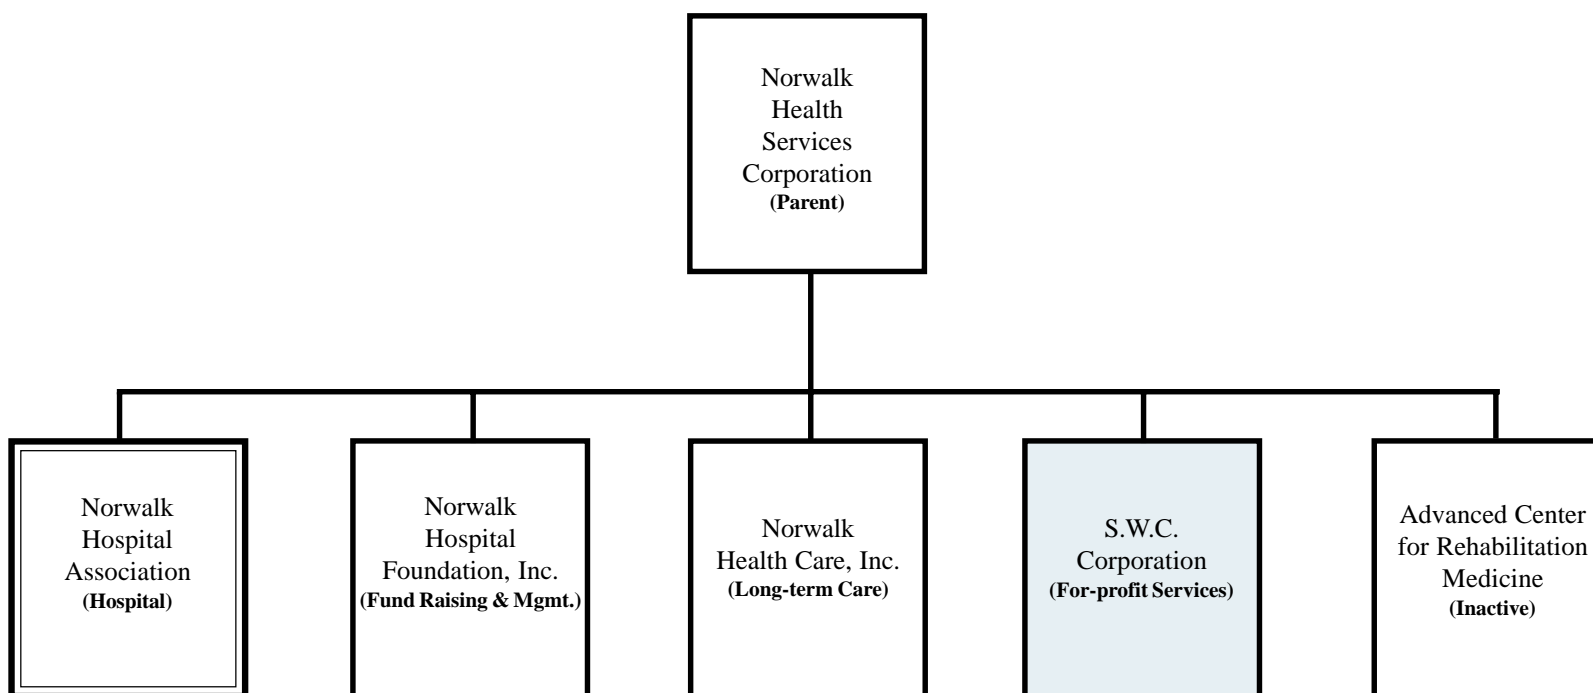 Norwalk
Health
Services
Corporation
(Parent)
Norwalk
Hospital
Association
(Hospital)
Norwalk
Hospital
Foundation, Inc.
(Fund Raising & Mgmt.)
Norwalk
Health Care, Inc.
(Long-term Care)
S.W.C.
Corporation
(For-profit Services)
Advanced Center
for Rehabilitation
Medicine
(Inactive)